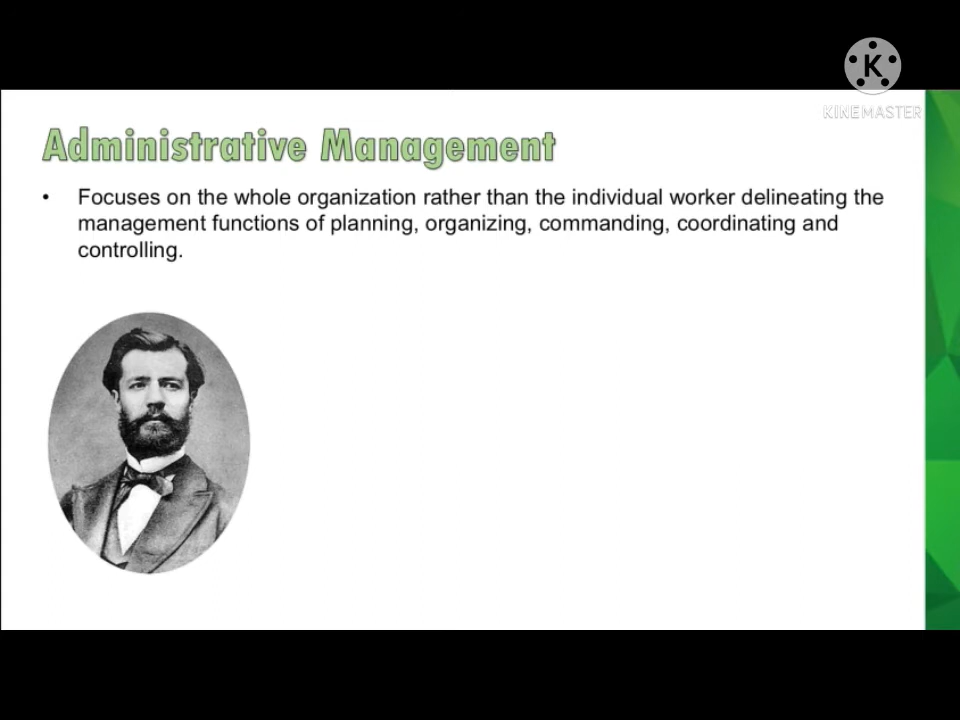 K
KINEMASTER
Administrative Management
• Focuses on the whole organization rather than the individual worker delineating the
management functions of planning, organizing, commanding, coordinating and
controlling.